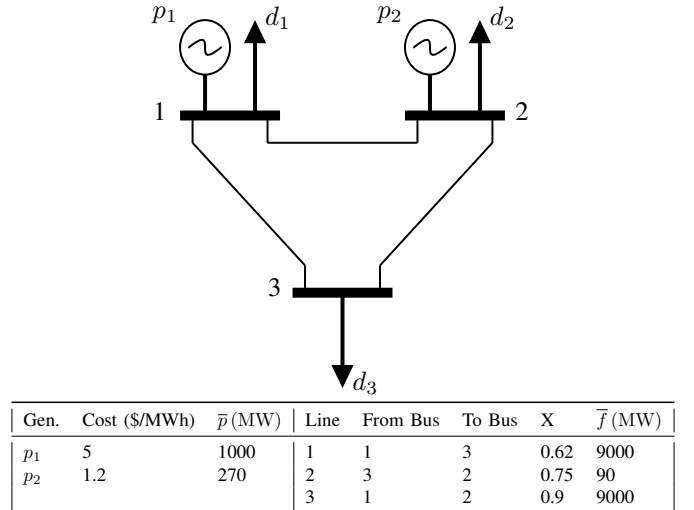 p₁ d₁ p₂ d₂
1 2
3
d₃
Gen. Cost ($/MWh) p̅ (MW) Line From Bus To Bus X f̅ (MW)
p₁ 5 1000 1 1 3 0.62 9000
p₂ 1.2 270 2 3 2 0.75 90
3 1 2 0.9 9000